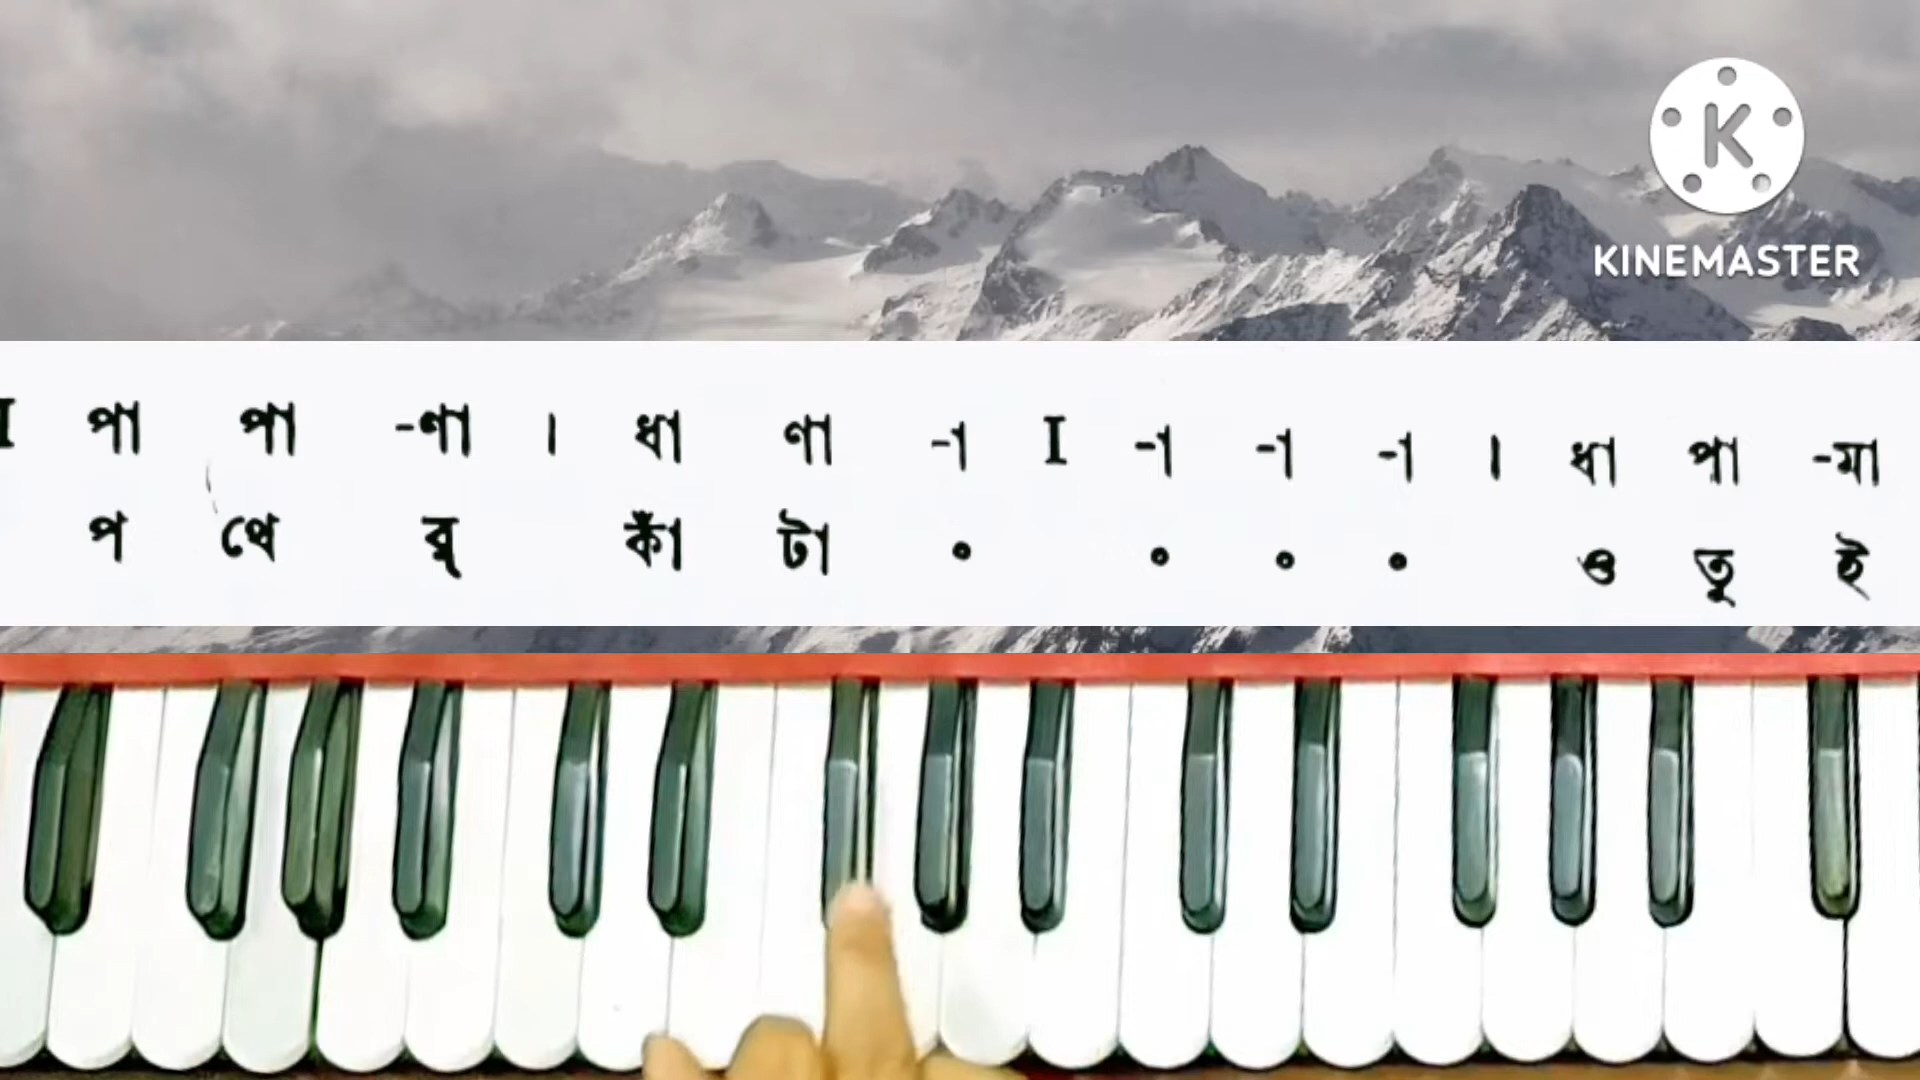 KINEMASTER
I পা পা -ণা । ধা ণা -া I -া -া -া । ধা পা -মা
প থে র্ কাঁ টা ॰ ॰ ॰ ॰ ও তু ই